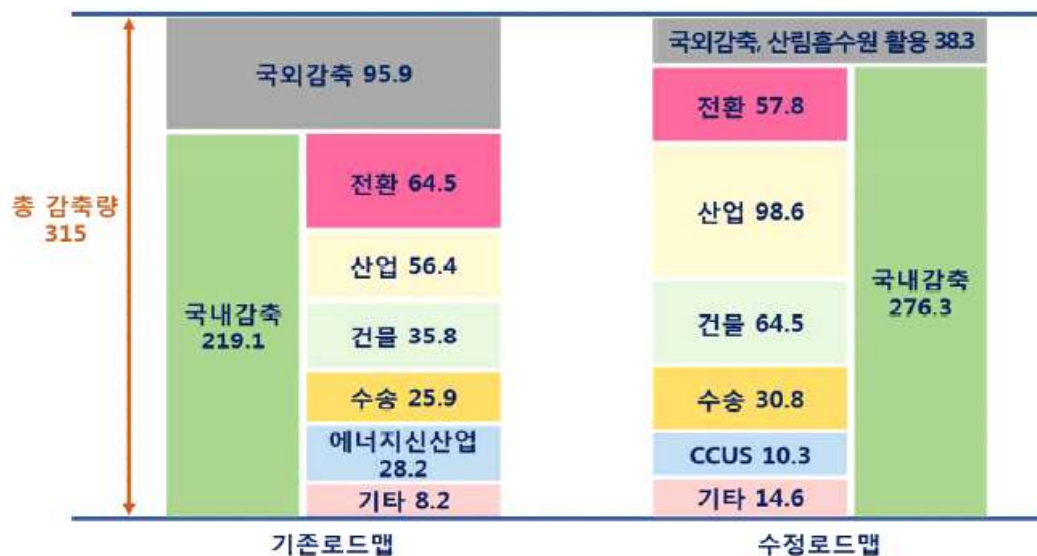 총 감축량
315
국외감축 95.9
국내감축
219.1
전환 64.5
산업 56.4
건물 35.8
수송 25.9
에너지신산업
28.2
기타 8.2
기존로드맵
국외감축, 산림흡수원 활용 38.3
전환 57.8
산업 98.6
건물 64.5
수송 30.8
CCUS 10.3
기타 14.6
국내감축
276.3
수정로드맵